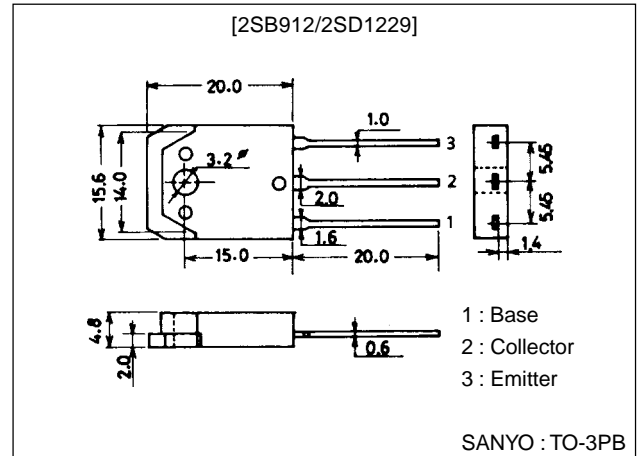 [2SB912/2SD1229]
20.0
1.0
3
3.2 ø
5.45
15.6
14.0
2
2.0
5.45
1
1.6
1.4
15.0
20.0
4.8
2.0
0.6
1 : Base
2 : Collector
3 : Emitter
SANYO : TO-3PB